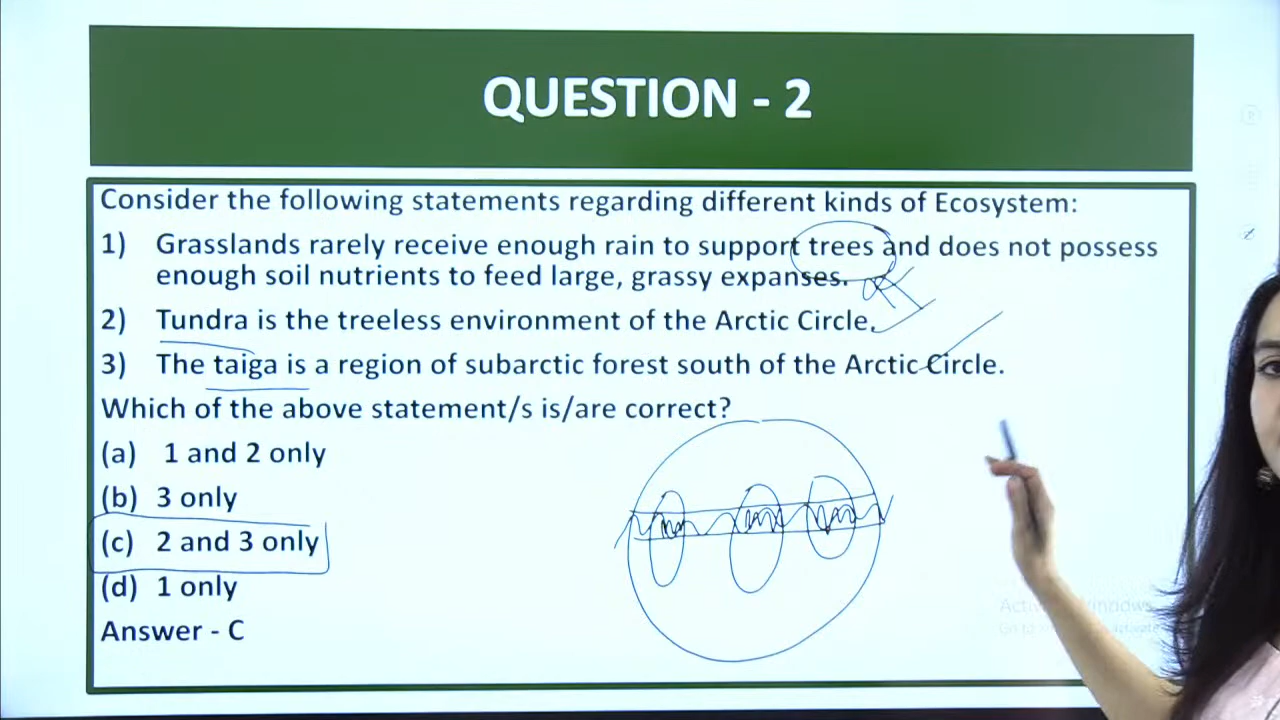 QUESTION - 2
Consider the following statements regarding different kinds of Ecosystem:
1) Grasslands rarely receive enough rain to support trees and does not possess
enough soil nutrients to feed large, grassy expanses.
2) Tundra is the treeless environment of the Arctic Circle.
3) The taiga is a region of subarctic forest south of the Arctic Circle.
Which of the above statement/s is/are correct?
(a) 1 and 2 only
(b) 3 only
(c) 2 and 3 only
(d) 1 only
Answer - C